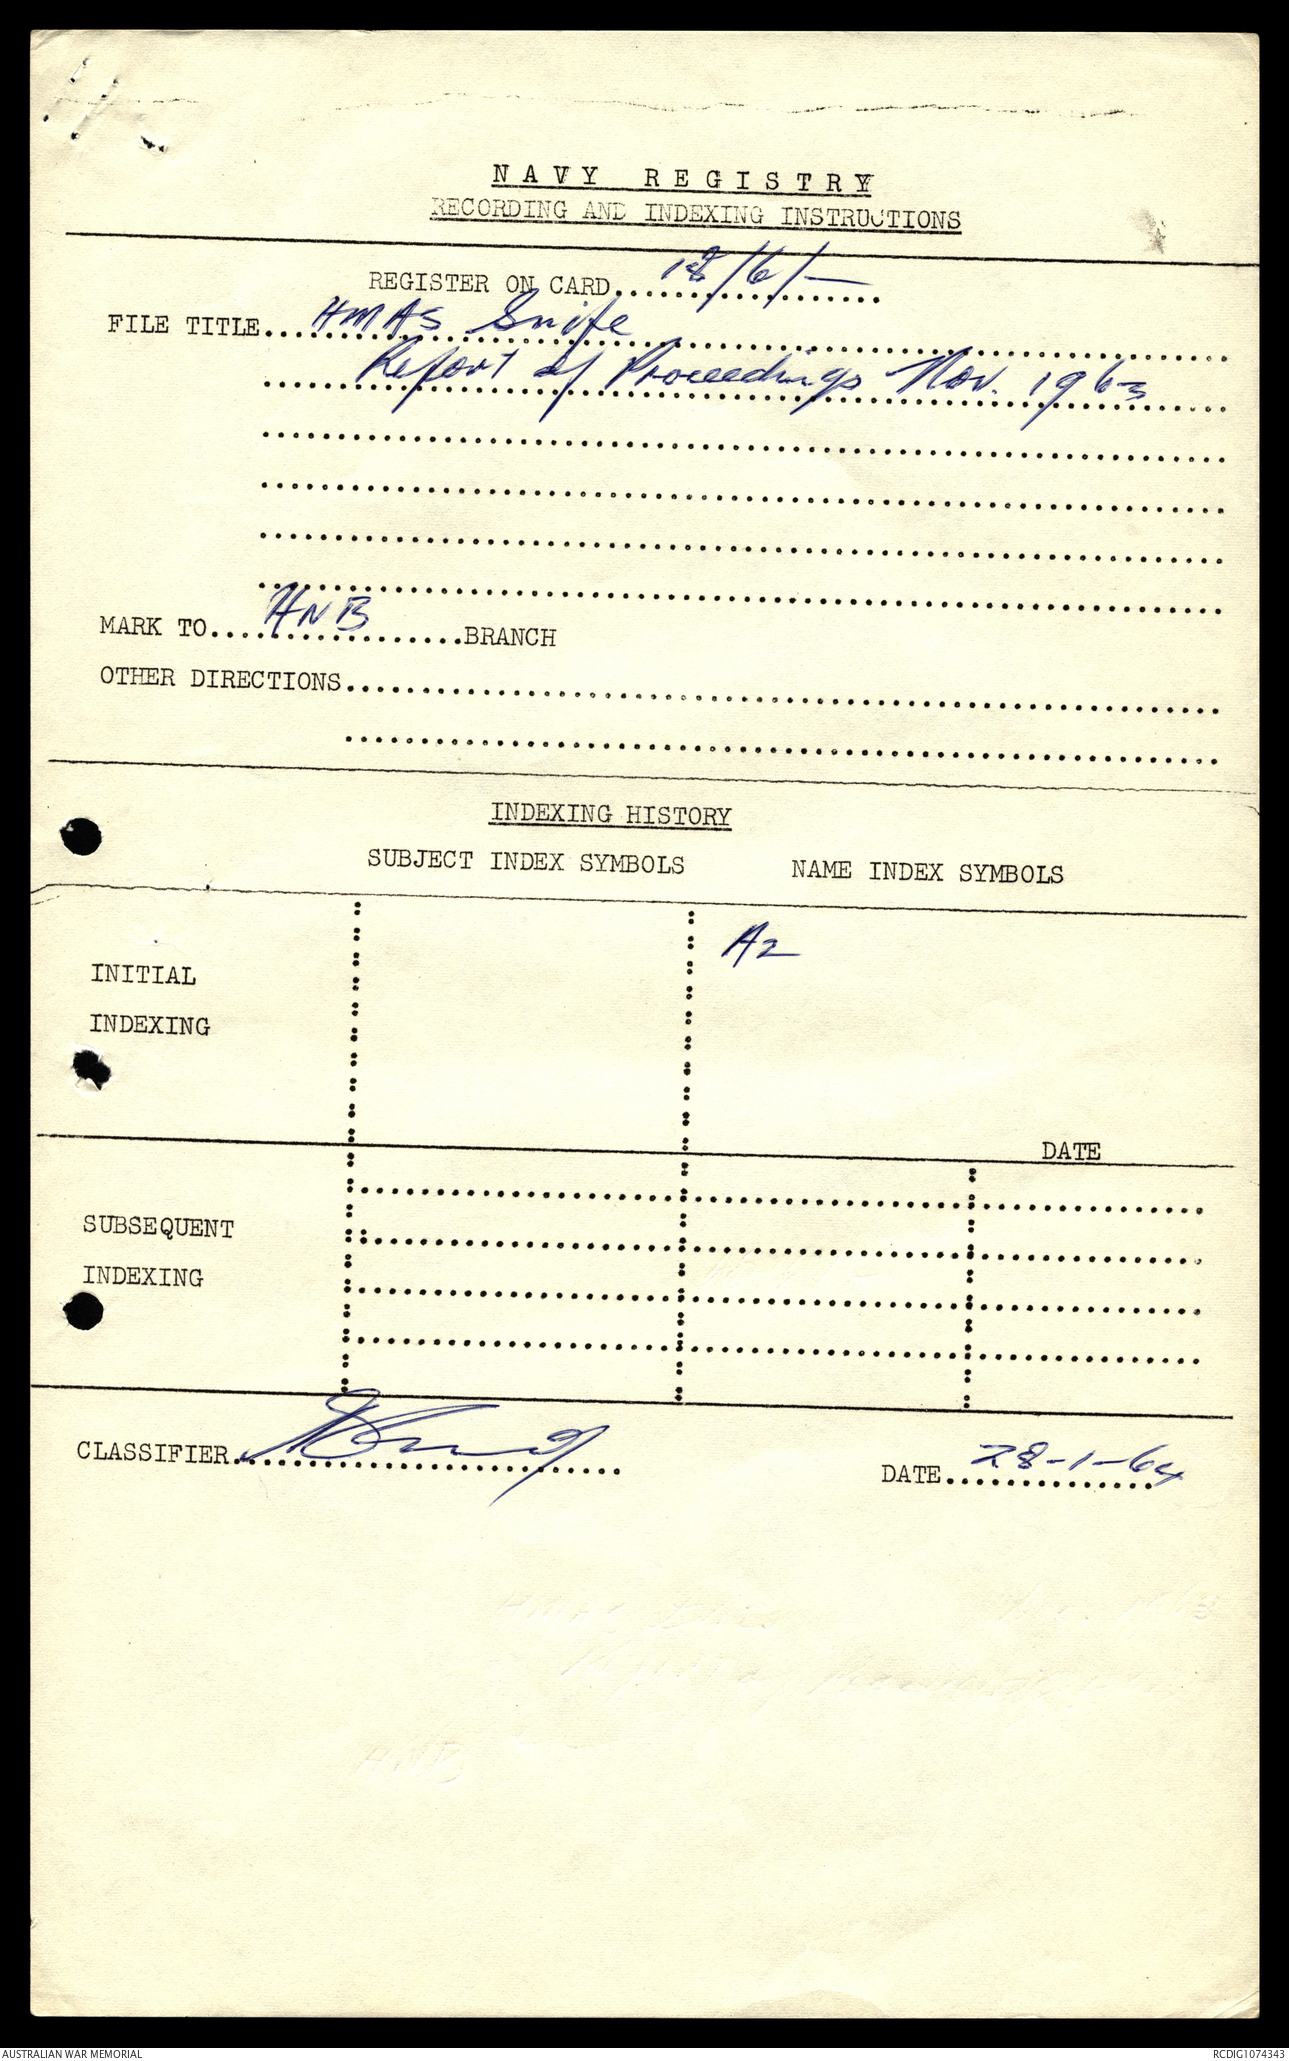 NAVY REGISTRY
RECORDING AND INDEXING INSTRUCTIONS
REGISTER ON CARD..18/6/—....
FILE TITLE...HMAS Snipe
Report of Proceedings Nov. 1963
MARK TO....HNB......BRANCH
OTHER DIRECTIONS
INDEXING HISTORY
SUBJECT INDEX SYMBOLS NAME INDEX SYMBOLS
A2
INITIAL
INDEXING
DATE
SUBSEQUENT
INDEXING
CLASSIFIER
DATE 28-1-64
AUSTRALIAN WAR MEMORIAL RCDIG1074343